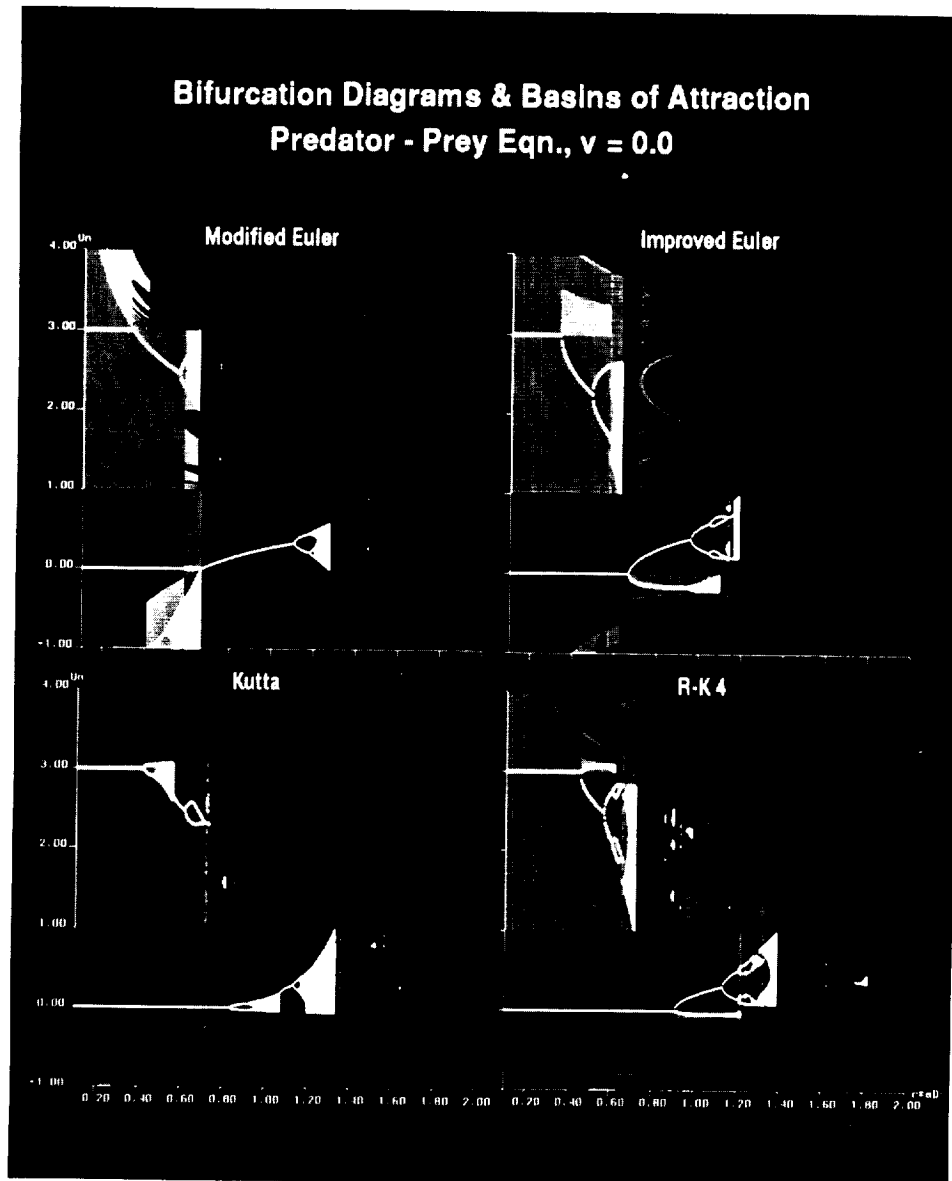 Bifurcation Diagrams & Basins of Attraction
Predator - Prey Eqn., v = 0.0
Modified Euler
Improved Euler
4.00 Un
3.00
2.00
1.00
0.00
-1.00
Kutta
R-K 4
4.00 Un
3.00
2.00
1.00
0.00
-1.00
0.20 0.40 0.60 0.80 1.00 1.20 1.40 1.60 1.80 2.00
0.20 0.40 0.60 0.80 1.00 1.20 1.40 1.60 1.80 2.00